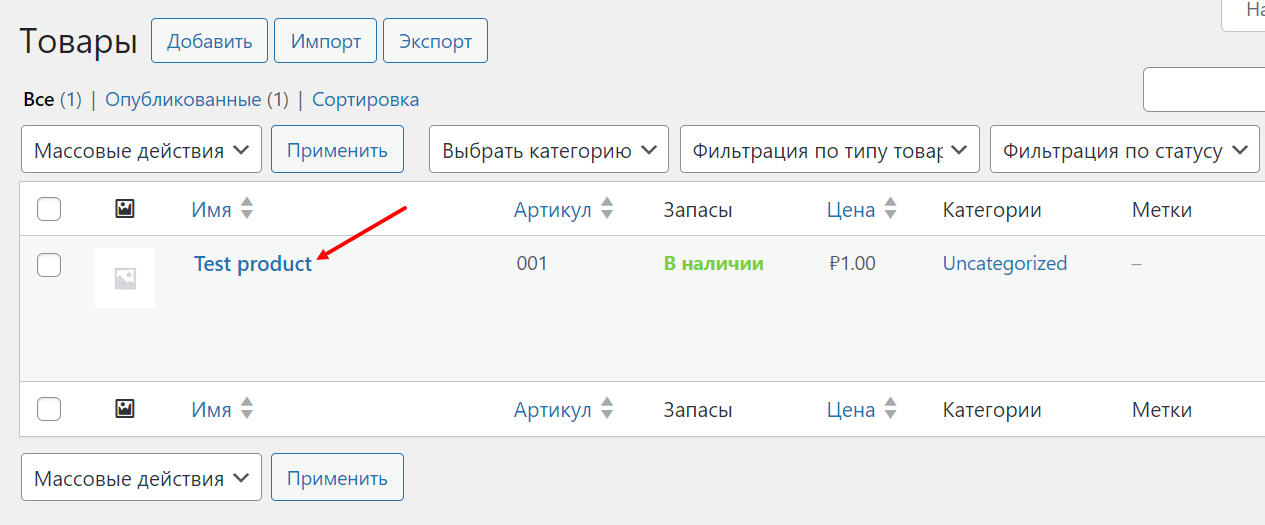 На
Товары Добавить Импорт Экспорт
Все (1) | Опубликованные (1) | Сортировка
Массовые действия Применить Выбрать категорию Фильтрация по типу товар Фильтрация по статусу
Имя Артикул Запасы Цена Категории Метки
Test product 001 В наличии ₽1.00 Uncategorized –
Имя Артикул Запасы Цена Категории Метки
Массовые действия Применить